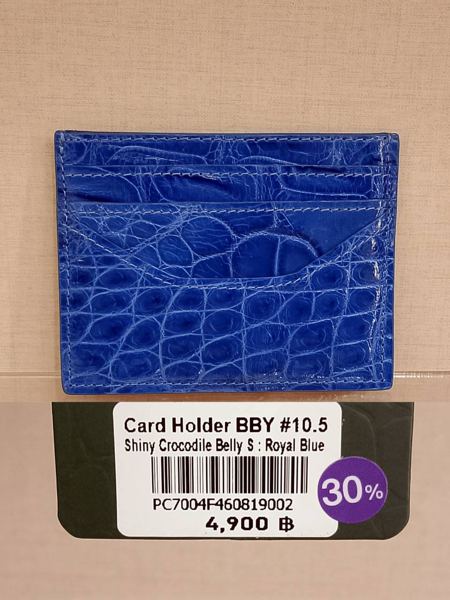 Card Holder BBY #10.5
Shiny Crocodile Belly S : Royal Blue
PC7004F460819002
4,900 ฿
30%